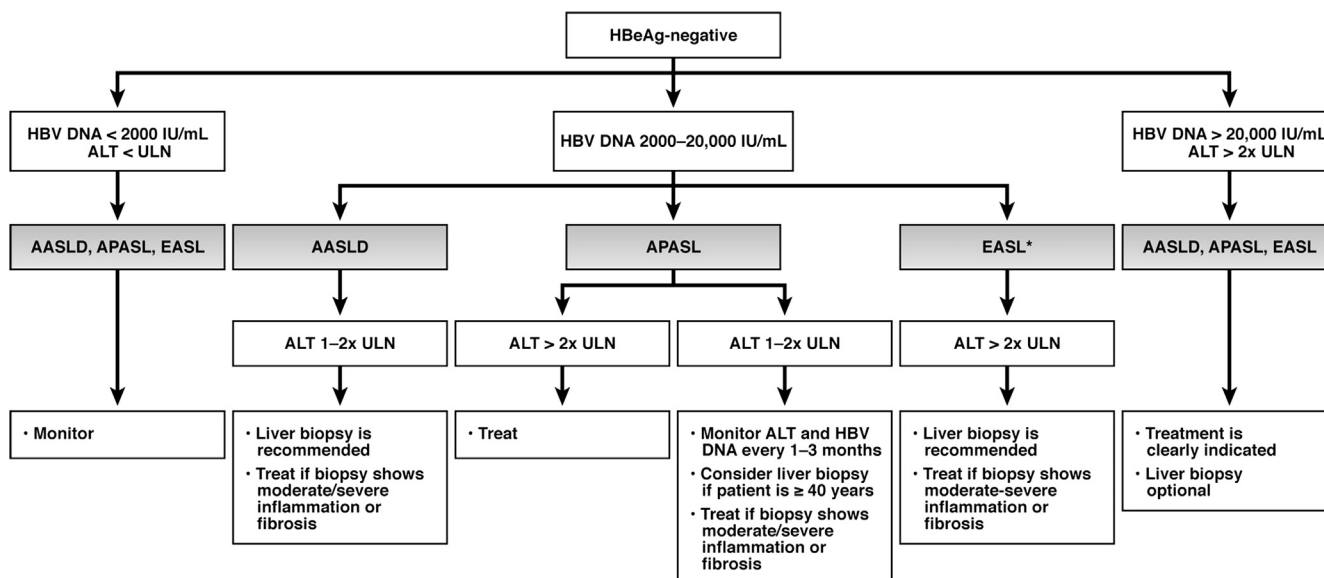 HBeAg-negative
HBV DNA < 2000 IU/mL
ALT < ULN
HBV DNA 2000–20,000 IU/mL
HBV DNA > 20,000 IU/mL
ALT > 2x ULN
AASLD, APASL, EASL
AASLD
APASL
EASL*
AASLD, APASL, EASL
ALT 1–2x ULN
ALT > 2x ULN
ALT 1–2x ULN
ALT > 2x ULN
· Monitor
· Liver biopsy is
recommended
· Treat if biopsy shows
moderate/severe
inflammation or
fibrosis
· Treat
· Monitor ALT and HBV
DNA every 1–3 months
· Consider liver biopsy
if patient is ≥ 40 years
· Treat if biopsy shows
moderate/severe
inflammation or
fibrosis
· Liver biopsy is
recommended
· Treat if biopsy shows
moderate-severe
inflammation or
fibrosis
· Treatment is
clearly indicated
· Liver biopsy
optional